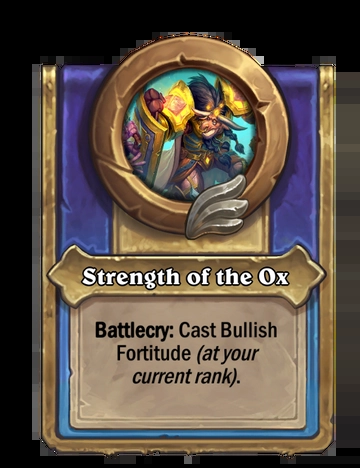 Strength of the Ox
Battlecry: Cast Bullish
Fortitude (at your
current rank).